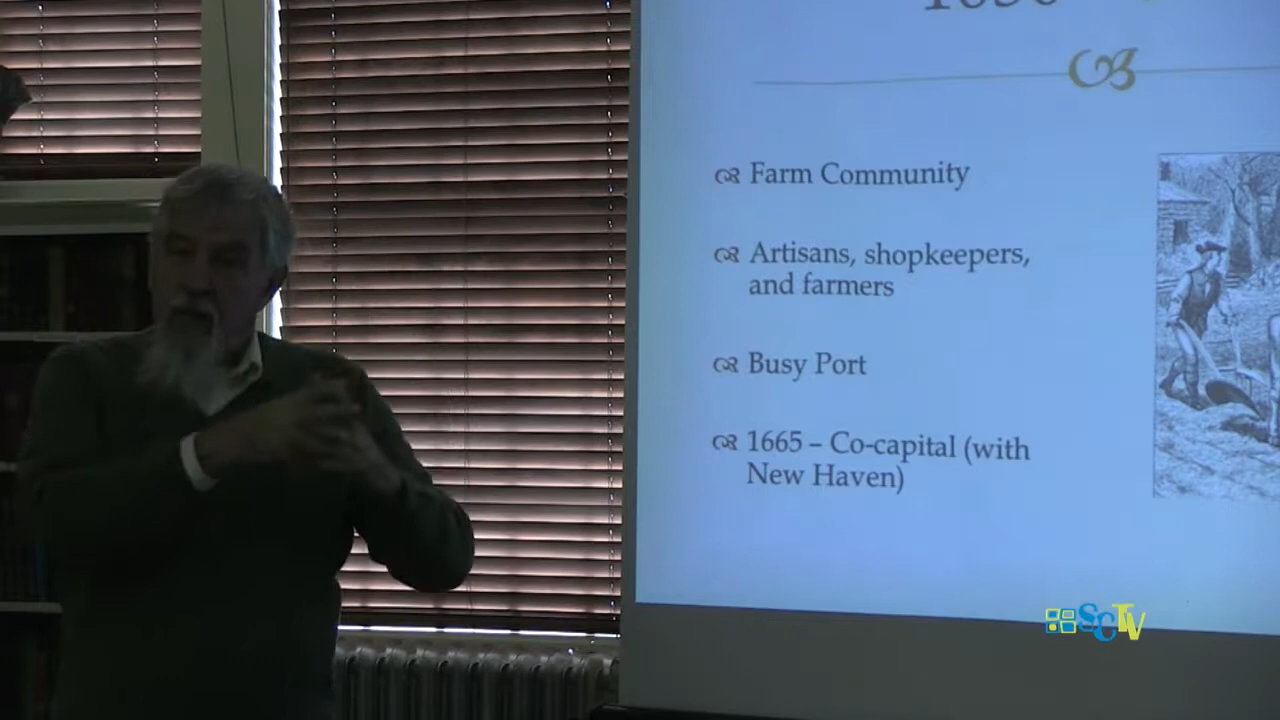 Farm Community
Artisans, shopkeepers,
and farmers
Busy Port
1665 – Co-capital (with
New Haven)
SCTV